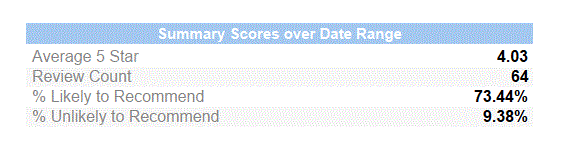 Summary Scores over Date Range
Average 5 Star 4.03
Review Count 64
% Likely to Recommend 73.44%
% Unlikely to Recommend 9.38%